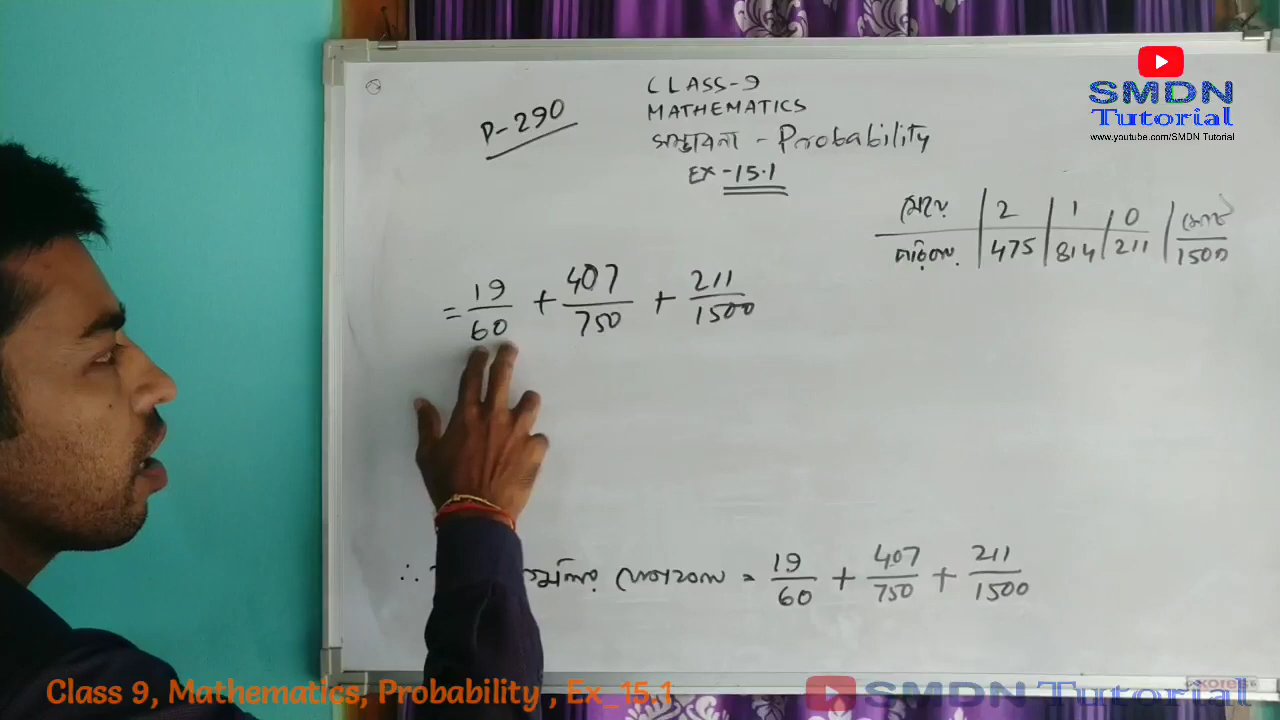 CLASS-9
P-290
MATHEMATICS
সম্ভাবনা - Probability
EX-15.1
2 | 1 | 0
475 | 814 | 211 | 1500
= 19/60 + 407/750 + 211/1500
∴ = 19/60 + 407/750 + 211/1500
SMDN
Tutorial
www.youtube.com/SMDN Tutorial
Class 9, Mathematics, Probability , Ex_15.1
SMDN Tutorial